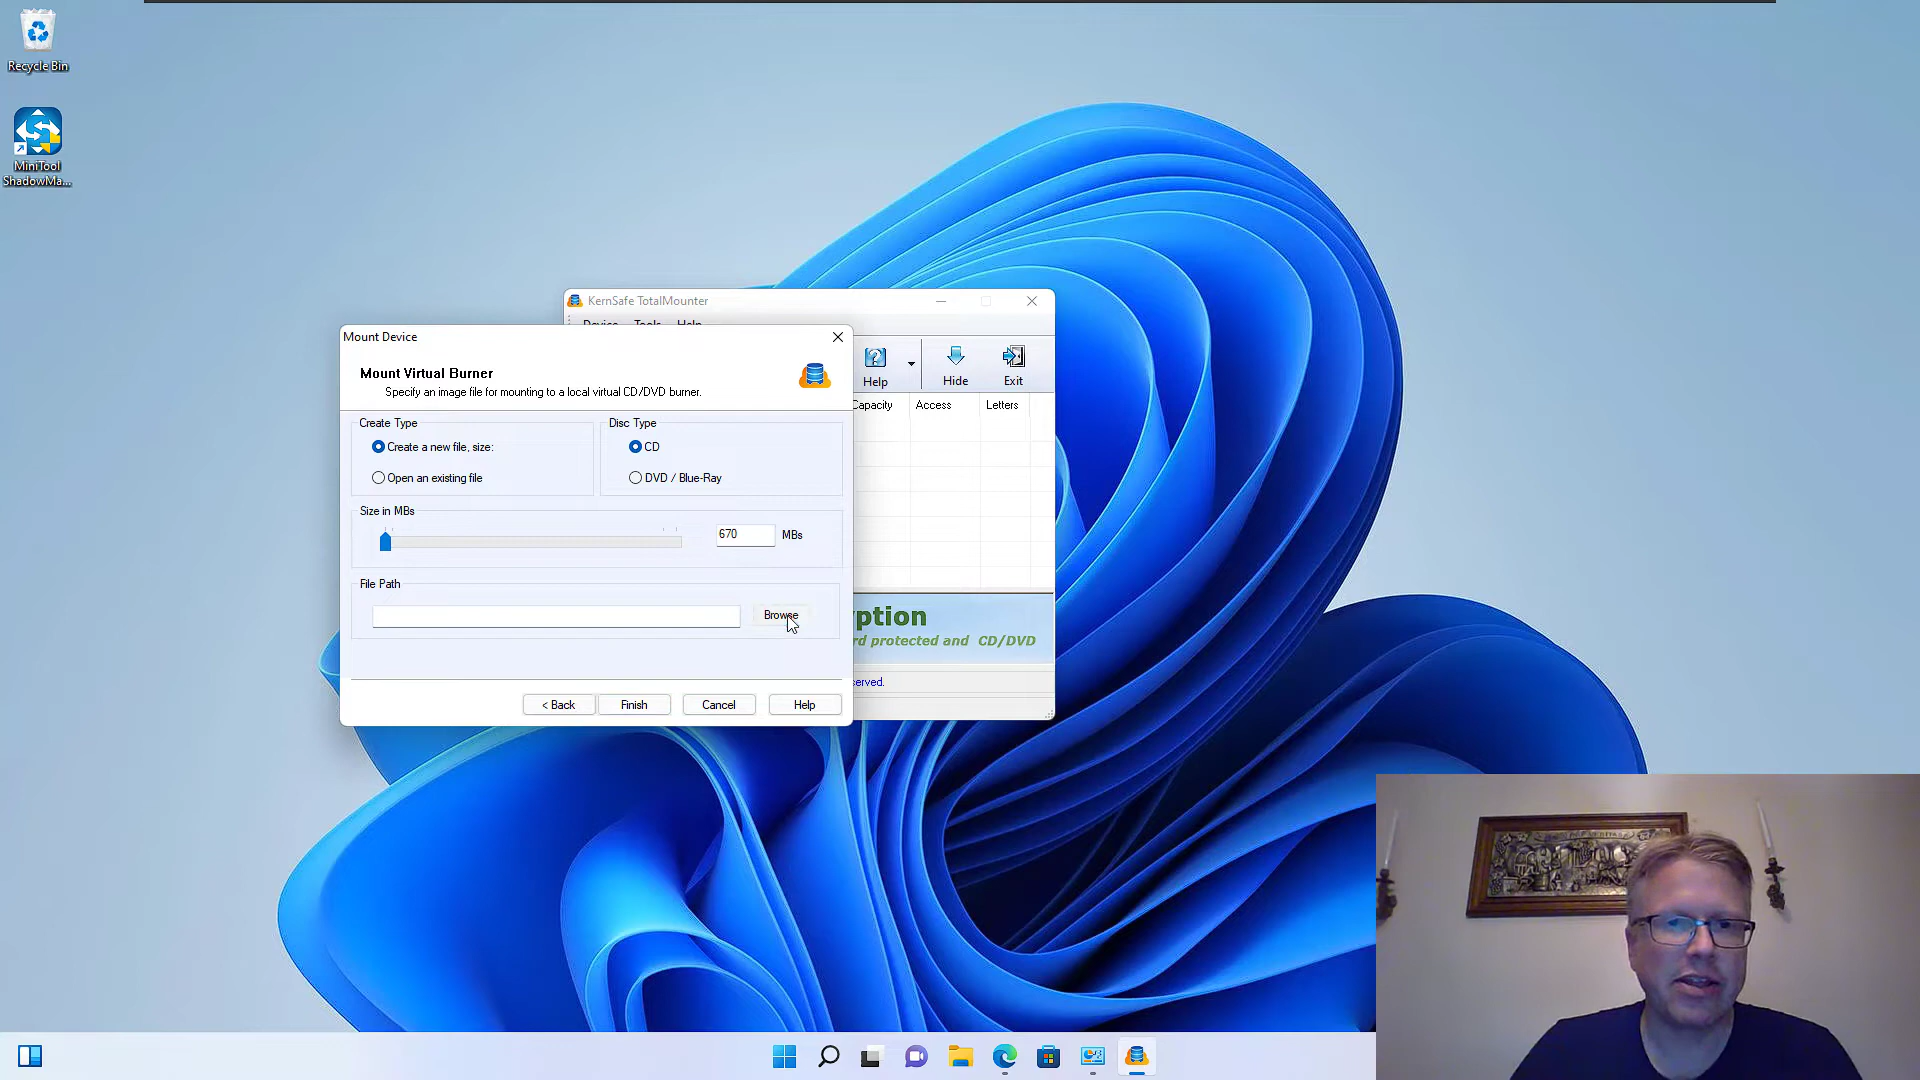 Recycle Bin
MiniTool
ShadowMa...
KernSafe TotalMounter
Device Tools Help
Help
Hide
Exit
Capacity
Access
Letters
yption
rd protected and CD/DVD
served.
Mount Device
Mount Virtual Burner
Specify an image file for mounting to a local virtual CD/DVD burner.
Create Type
Create a new file, size:
Open an existing file
Disc Type
CD
DVD / Blue-Ray
Size in MBs
670
MBs
File Path
Browse
< Back
Finish
Cancel
Help